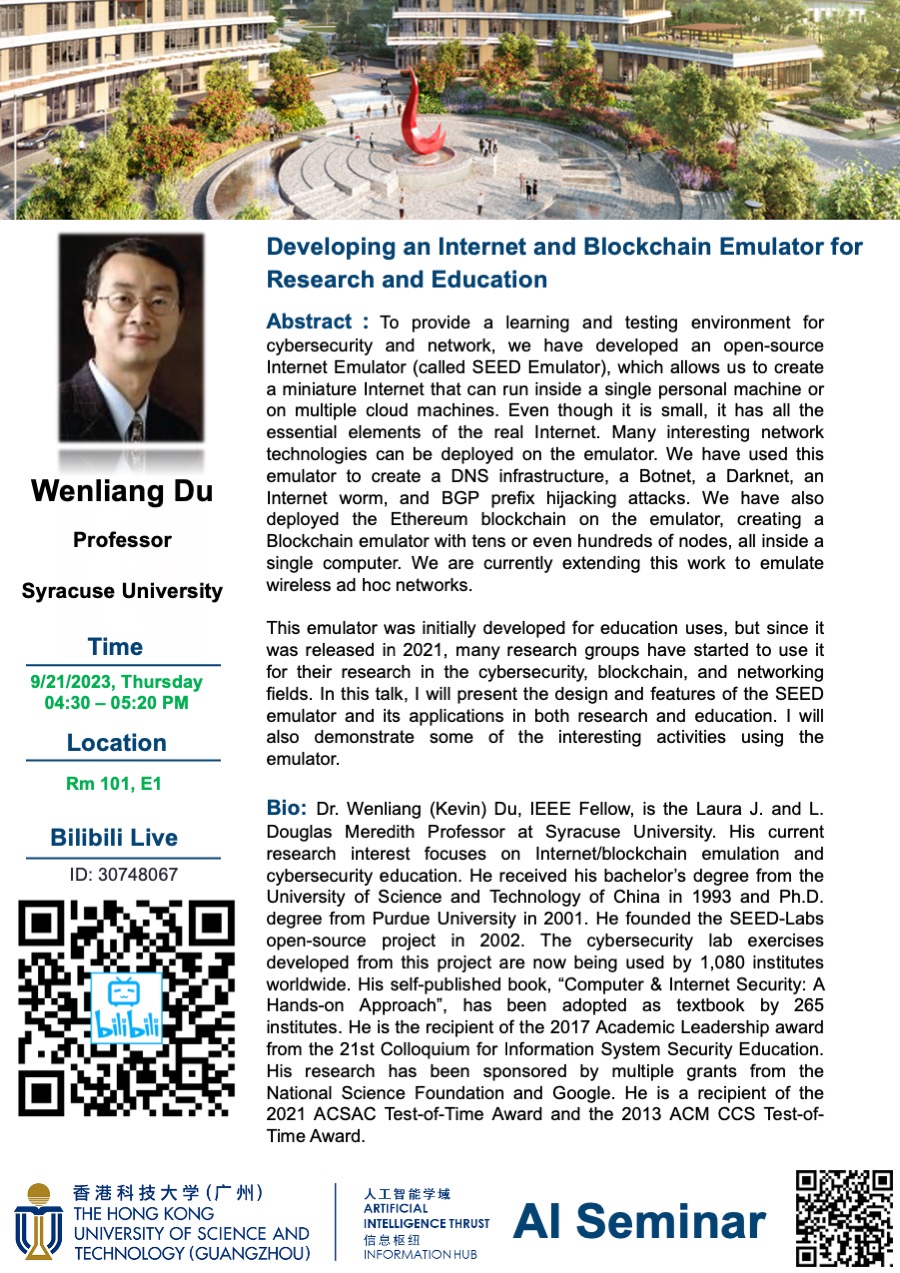 Developing an Internet and Blockchain Emulator for
Research and Education
Abstract : To provide a learning and testing environment for
cybersecurity and network, we have developed an open-source
Internet Emulator (called SEED Emulator), which allows us to create
a miniature Internet that can run inside a single personal machine or
on multiple cloud machines. Even though it is small, it has all the
essential elements of the real Internet. Many interesting network
technologies can be deployed on the emulator. We have used this
emulator to create a DNS infrastructure, a Botnet, a Darknet, an
Internet worm, and BGP prefix hijacking attacks. We have also
deployed the Ethereum blockchain on the emulator, creating a
Blockchain emulator with tens or even hundreds of nodes, all inside a
single computer. We are currently extending this work to emulate
wireless ad hoc networks.
This emulator was initially developed for education uses, but since it
was released in 2021, many research groups have started to use it
for their research in the cybersecurity, blockchain, and networking
fields. In this talk, I will present the design and features of the SEED
emulator and its applications in both research and education. I will
also demonstrate some of the interesting activities using the
emulator.
Bio: Dr. Wenliang (Kevin) Du, IEEE Fellow, is the Laura J. and L.
Douglas Meredith Professor at Syracuse University. His current
research interest focuses on Internet/blockchain emulation and
cybersecurity education. He received his bachelor's degree from the
University of Science and Technology of China in 1993 and Ph.D.
degree from Purdue University in 2001. He founded the SEED-Labs
open-source project in 2002. The cybersecurity lab exercises
developed from this project are now being used by 1,080 institutes
worldwide. His self-published book, “Computer & Internet Security: A
Hands-on Approach”, has been adopted as textbook by 265
institutes. He is the recipient of the 2017 Academic Leadership award
from the 21st Colloquium for Information System Security Education.
His research has been sponsored by multiple grants from the
National Science Foundation and Google. He is a recipient of the
2021 ACSAC Test-of-Time Award and the 2013 ACM CCS Test-of-
Time Award.
Wenliang Du
Professor
Syracuse University
Time
9/21/2023, Thursday
04:30 – 05:20 PM
Location
Rm 101, E1
Bilibili Live
ID: 30748067
bilibili
香港科技大学(广州)
THE HONG KONG
UNIVERSITY OF SCIENCE AND
TECHNOLOGY (GUANGZHOU)
人工智能学域
ARTIFICIAL
INTELLIGENCE THRUST
信息枢纽
INFORMATION HUB
AI Seminar